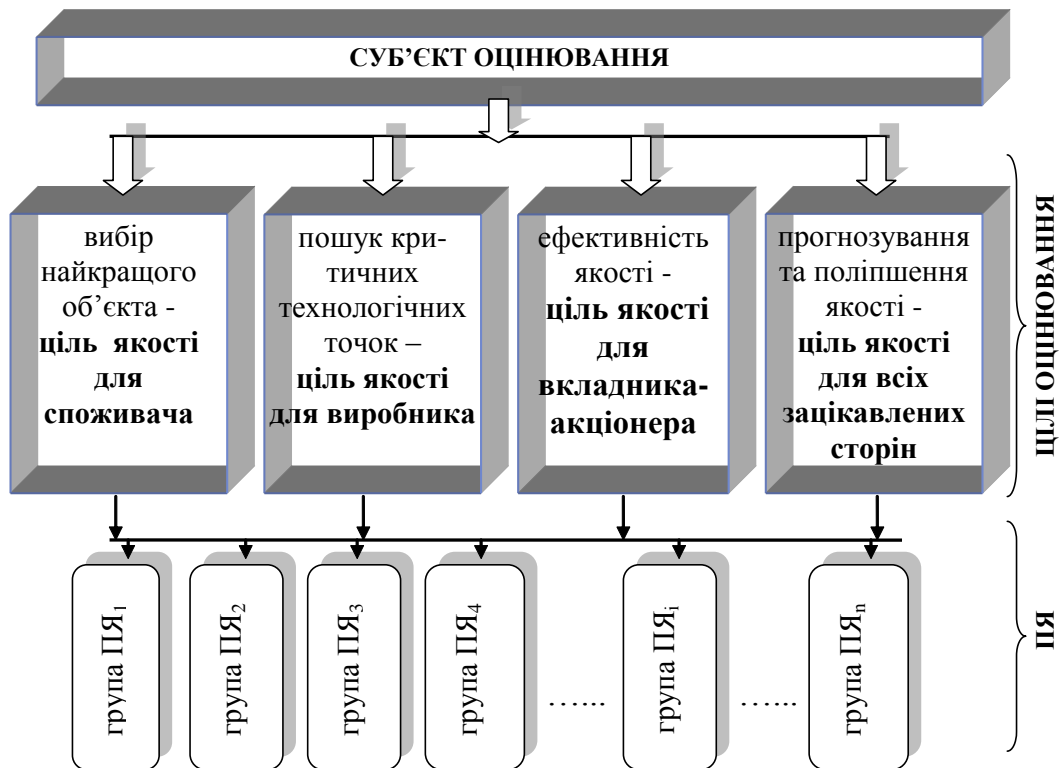 СУБ’ЄКТ ОЦІНЮВАННЯ
вибір
найкращого
об’єкта -
ціль якості
для
споживача
пошук кри-
тичних
технологічних
точок –
ціль якості
для виробника
ефективність
якості -
ціль якості
для
вкладника-
акціонера
прогнозування
та поліпшення
якості -
ціль якості
для всіх
зацікавлених
сторін
ЦІЛІ ОЦІНЮВАННЯ
група ПЯ₁
група ПЯ₂
група ПЯ₃
група ПЯ₄
…….
група ПЯᵢ
…….
група ПЯₙ
ПЯ